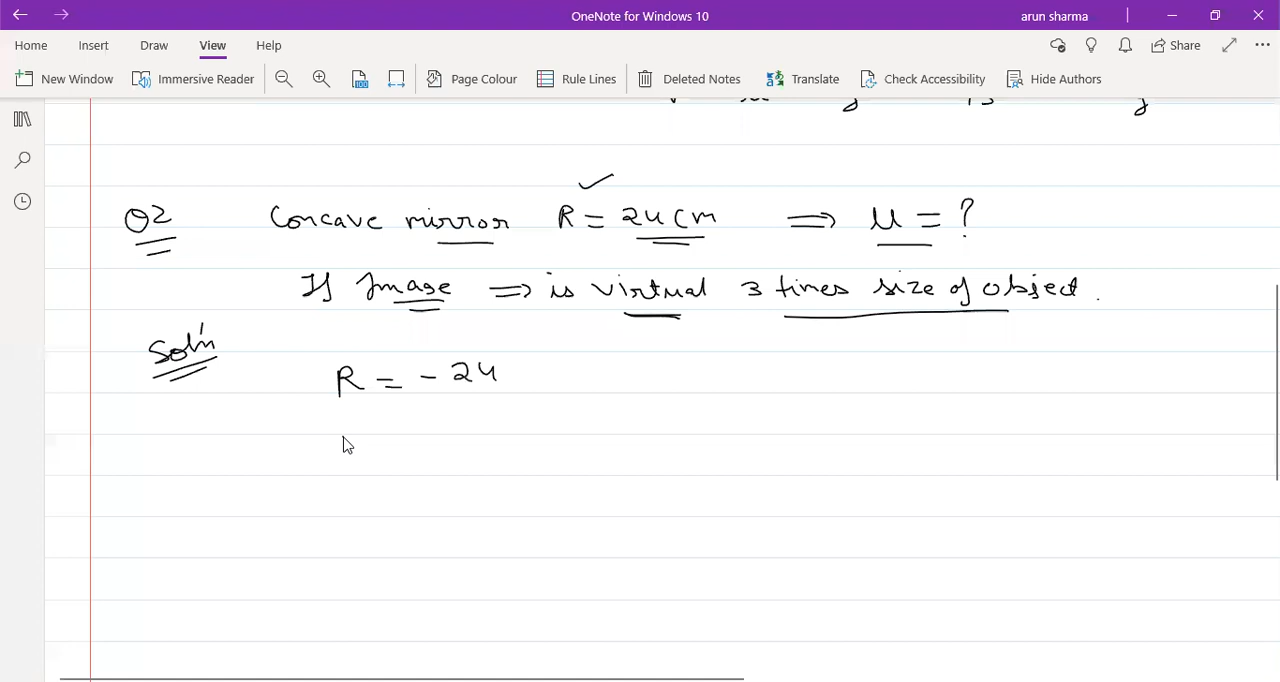 OneNote for Windows 10
arun sharma
Home Insert Draw View Help
Share
New Window Immersive Reader Page Colour Rule Lines Deleted Notes Translate Check Accessibility Hide Authors
Q2 Concave mirror R = 24 cm ⟹ u = ?
If Image ⟹ is virtual 3 times size of object.
Sol'n
R = - 24